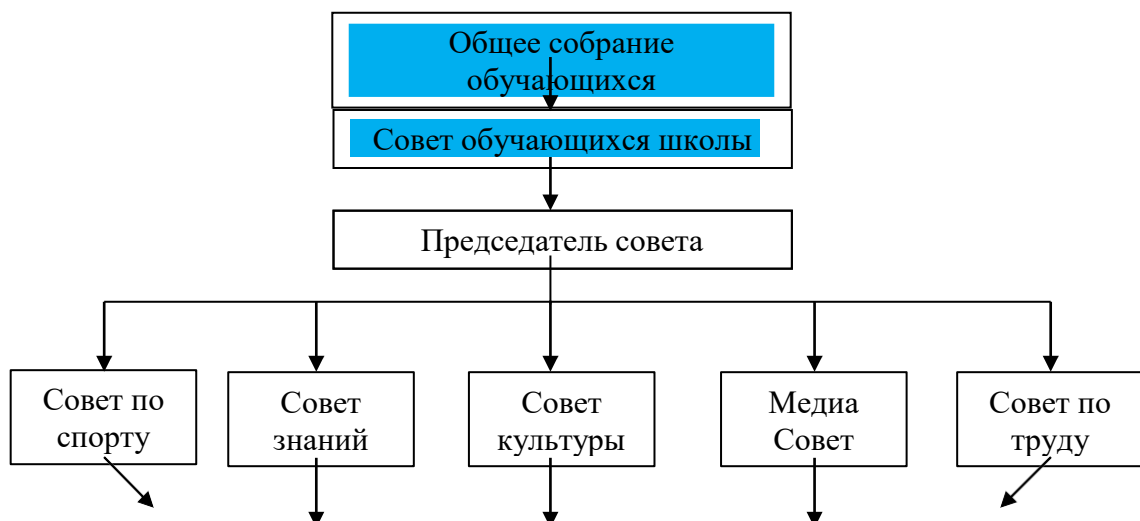 Общее собрание
обучающихся
Совет обучающихся школы
Председатель совета
Совет по
спорту
Совет
знаний
Совет
культуры
Медиа
Совет
Совет по
труду